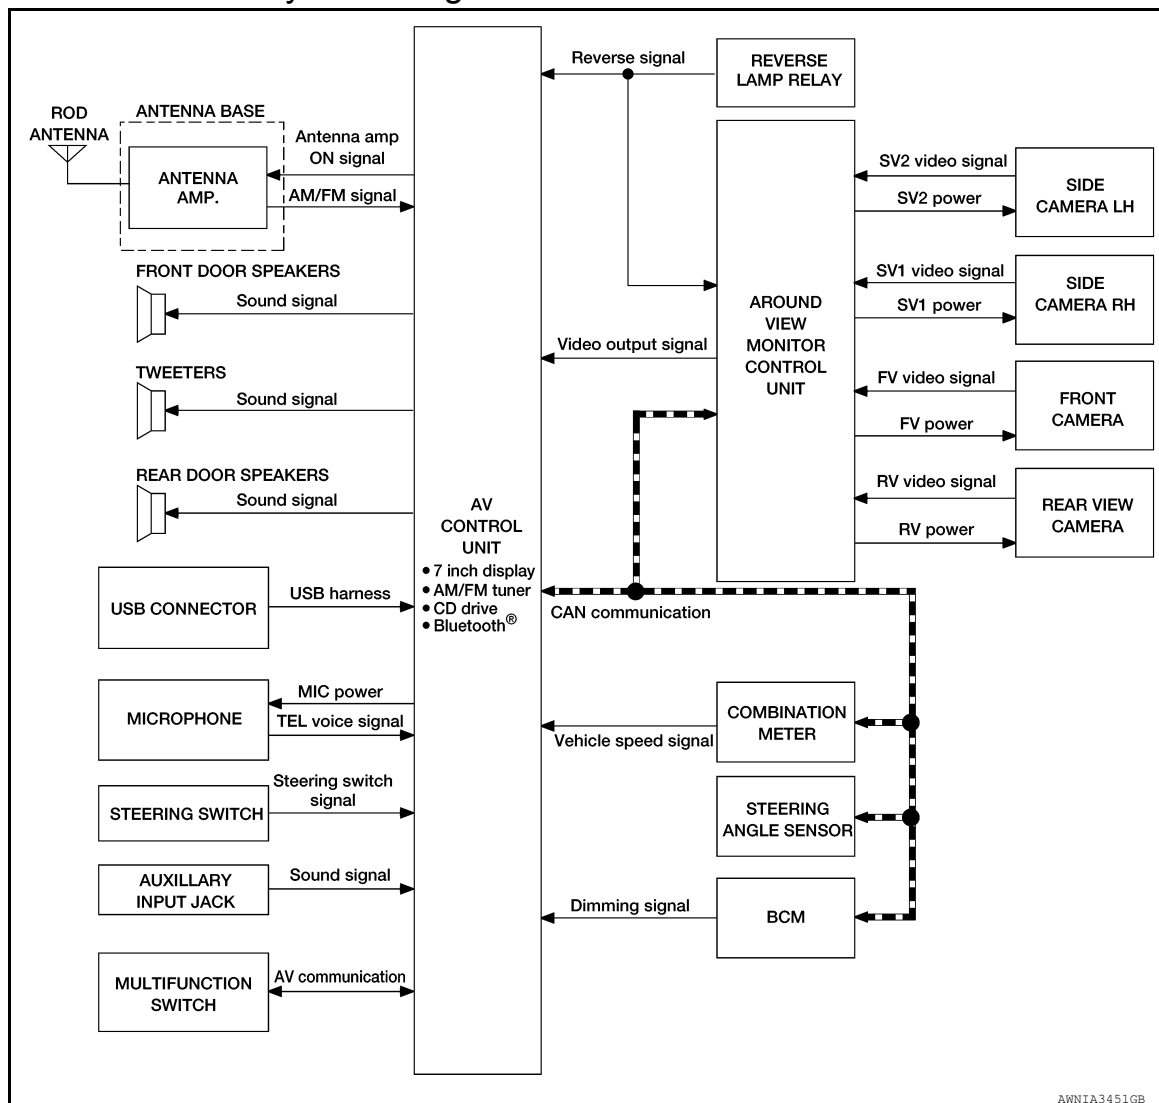 Reverse signal
REVERSE
LAMP RELAY
ROD
ANTENNA
ANTENNA BASE
ANTENNA
AMP.
Antenna amp
ON signal
AM/FM signal
FRONT DOOR SPEAKERS
Sound signal
TWEETERS
Sound signal
REAR DOOR SPEAKERS
Sound signal
USB CONNECTOR
USB harness
MICROPHONE
MIC power
TEL voice signal
STEERING SWITCH
Steering switch
signal
AUXILLARY
INPUT JACK
Sound signal
MULTIFUNCTION
SWITCH
AV communication
AV
CONTROL
UNIT
• 7 inch display
• AM/FM tuner
• CD drive
• Bluetooth®
Video output signal
CAN communication
Vehicle speed signal
Dimming signal
AROUND
VIEW
MONITOR
CONTROL
UNIT
COMBINATION
METER
STEERING
ANGLE SENSOR
BCM
SV2 video signal
SV2 power
SIDE
CAMERA LH
SV1 video signal
SV1 power
SIDE
CAMERA RH
FV video signal
FV power
FRONT
CAMERA
RV video signal
RV power
REAR VIEW
CAMERA
AWNIA3451GB